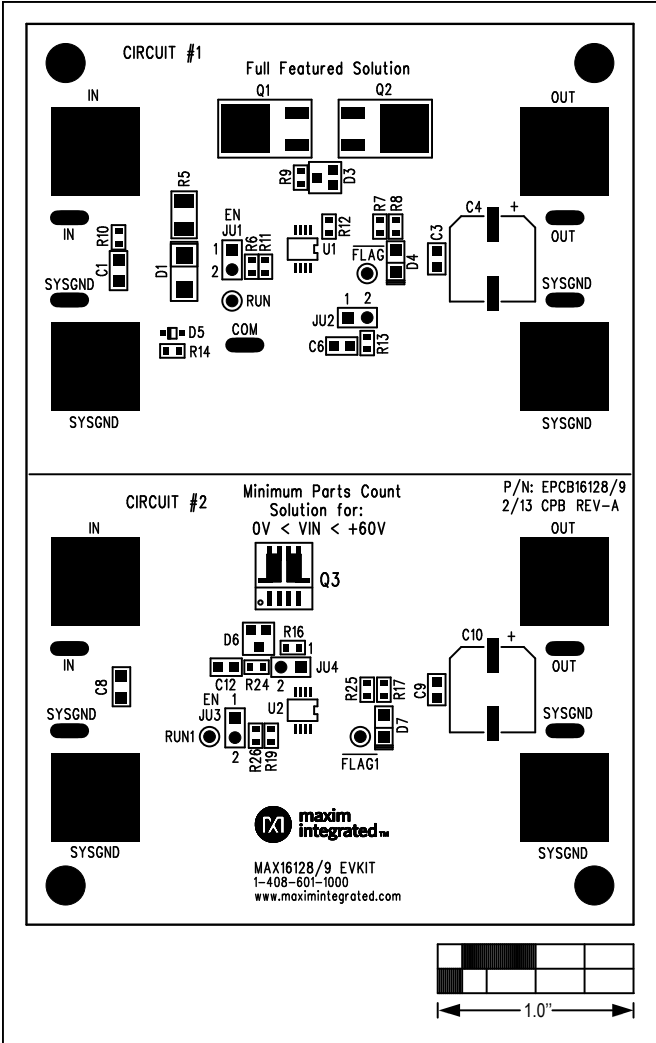 CIRCUIT #1
Full Featured Solution
IN
Q1
Q2
OUT
R5
R9
D3
R10
IN
C1
SYSGND
D1
EN
JU1
1
2
R6
R11
U1
R12
R7
R8
FLAG
D4
C3
C4
+
OUT
SYSGND
RUN
COM
1 2
JU2
C6
R13
D5
R14
SYSGND
SYSGND
CIRCUIT #2
Minimum Parts Count
Solution for:
0V < VIN < +60V
P/N: EPCB16128/9
2/13 CPB REV-A
IN
OUT
Q3
D6
R16
1
2
JU4
C12
R24
IN
C8
SYSGND
EN
JU3
1
2
RUN1
R26
R19
U2
R25
R17
FLAG1
D7
C9
C10
+
OUT
SYSGND
maxim
integrated™
SYSGND
SYSGND
MAX16128/9 EVKIT
1-408-601-1000
www.maximintegrated.com
1.0”